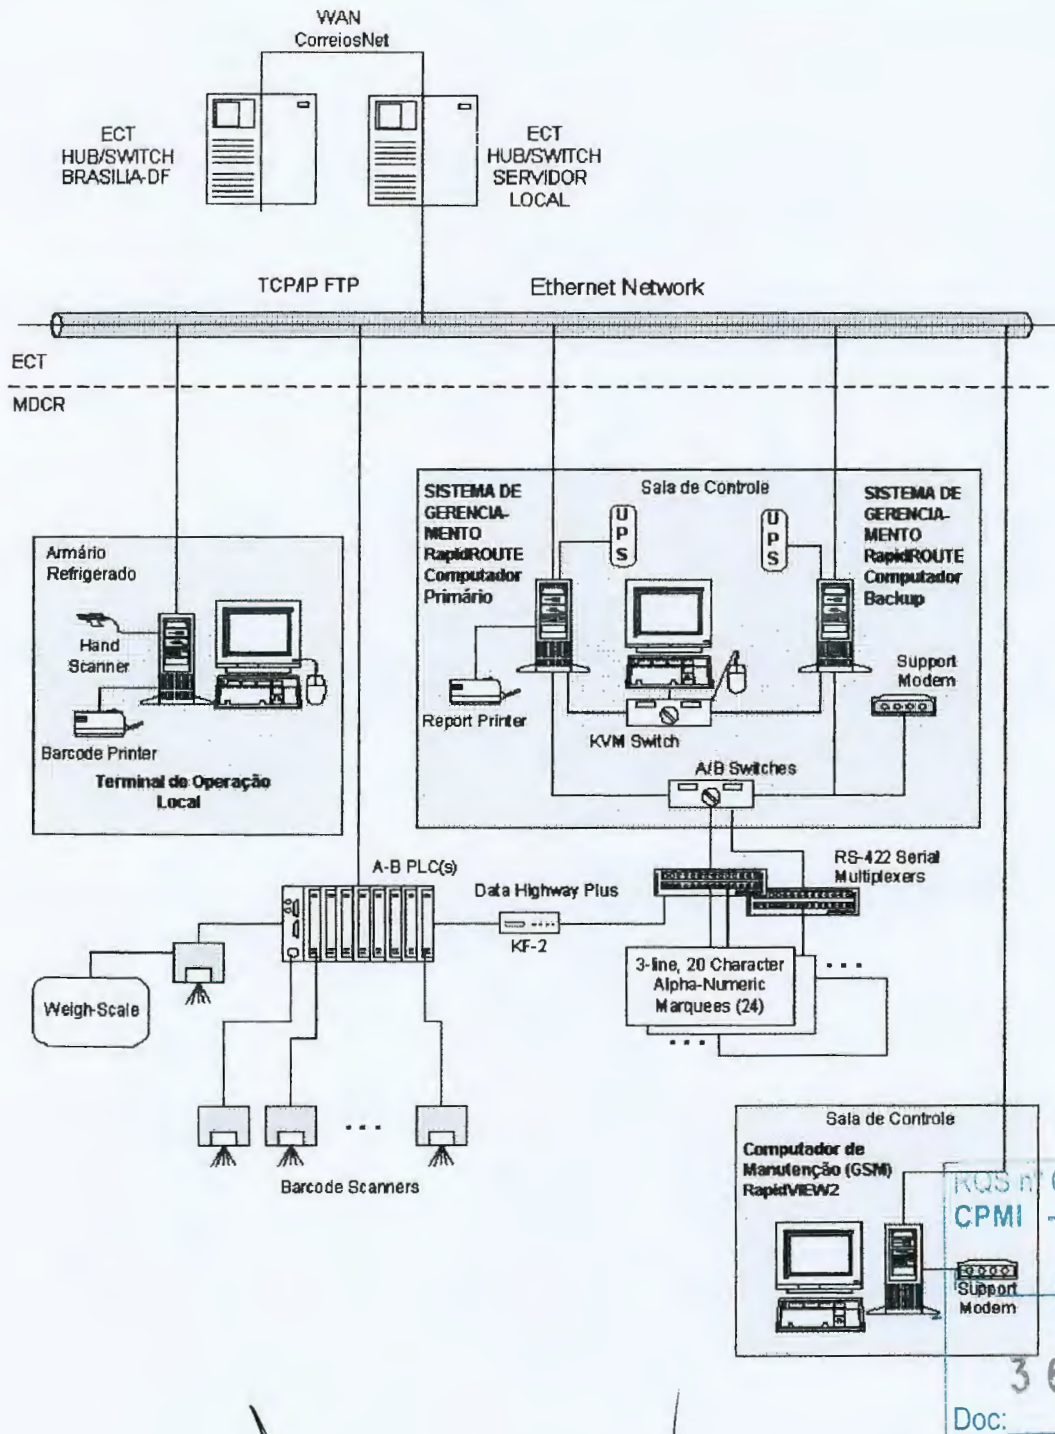 WAN
CorreiosNet
ECT
HUB/SWITCH
BRASILIA-DF
ECT
HUB/SWITCH
SERVIDOR
LOCAL
TCP/IP FTP
Ethernet Network
ECT
MDCR
Armário
Refrigerado
Hand
Scanner
Barcode Printer
Terminal de Operação
Local
SISTEMA DE
GERENCIA-
MENTO
RapidROUTE
Computador
Primário
Sala de Controle
UPS
UPS
SISTEMA DE
GERENCIA-
MENTO
RapidROUTE
Computador
Backup
Report Printer
KVM Switch
Support
Modem
A/B Switches
A-B PLC(s)
Data Highway Plus
KF-2
RS-422 Serial
Multiplexers
Weigh-Scale
3-line, 20 Character
Alpha-Numeric
Marquees (24)
Barcode Scanners
Sala de Controle
Computador de
Manutenção (GSM)
RapidVIEW2
Support
Modem
RQS nº
CPMI -
3 6
Doc: